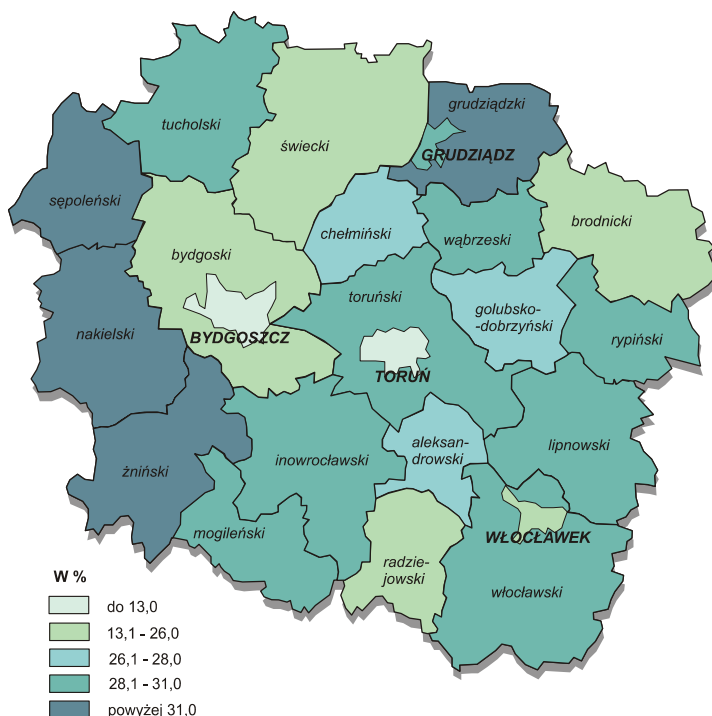 tucholski
świecki
grudziądzki
GRUDZIĄDZ
sępoleński
chełmiński
wąbrzeski
brodnicki
bydgoski
toruński
golubsko-
-dobrzyński
nakielski
BYDGOSZCZ
rypiński
TORUŃ
żniński
inowrocławski
aleksan-
drowski
lipnowski
mogileński
radzie-
jowski
WŁOCŁAWEK
włocławski
W %
do 13,0
13,1 - 26,0
26,1 - 28,0
28,1 - 31,0
powyżej 31,0